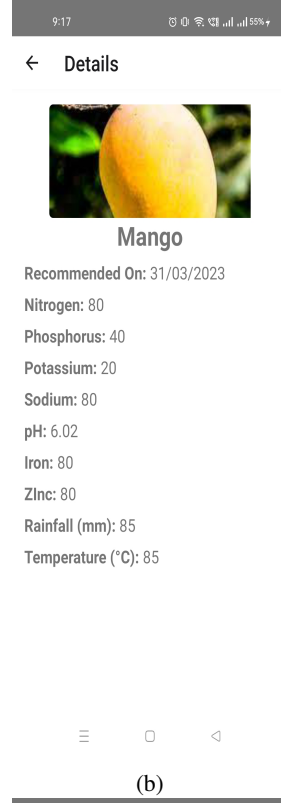 9:17 55%
Details
Mango
Recommended On: 31/03/2023
Nitrogen: 80
Phosphorus: 40
Potassium: 20
Sodium: 80
pH: 6.02
Iron: 80
ZInc: 80
Rainfall (mm): 85
Temperature (°C): 85
(b)